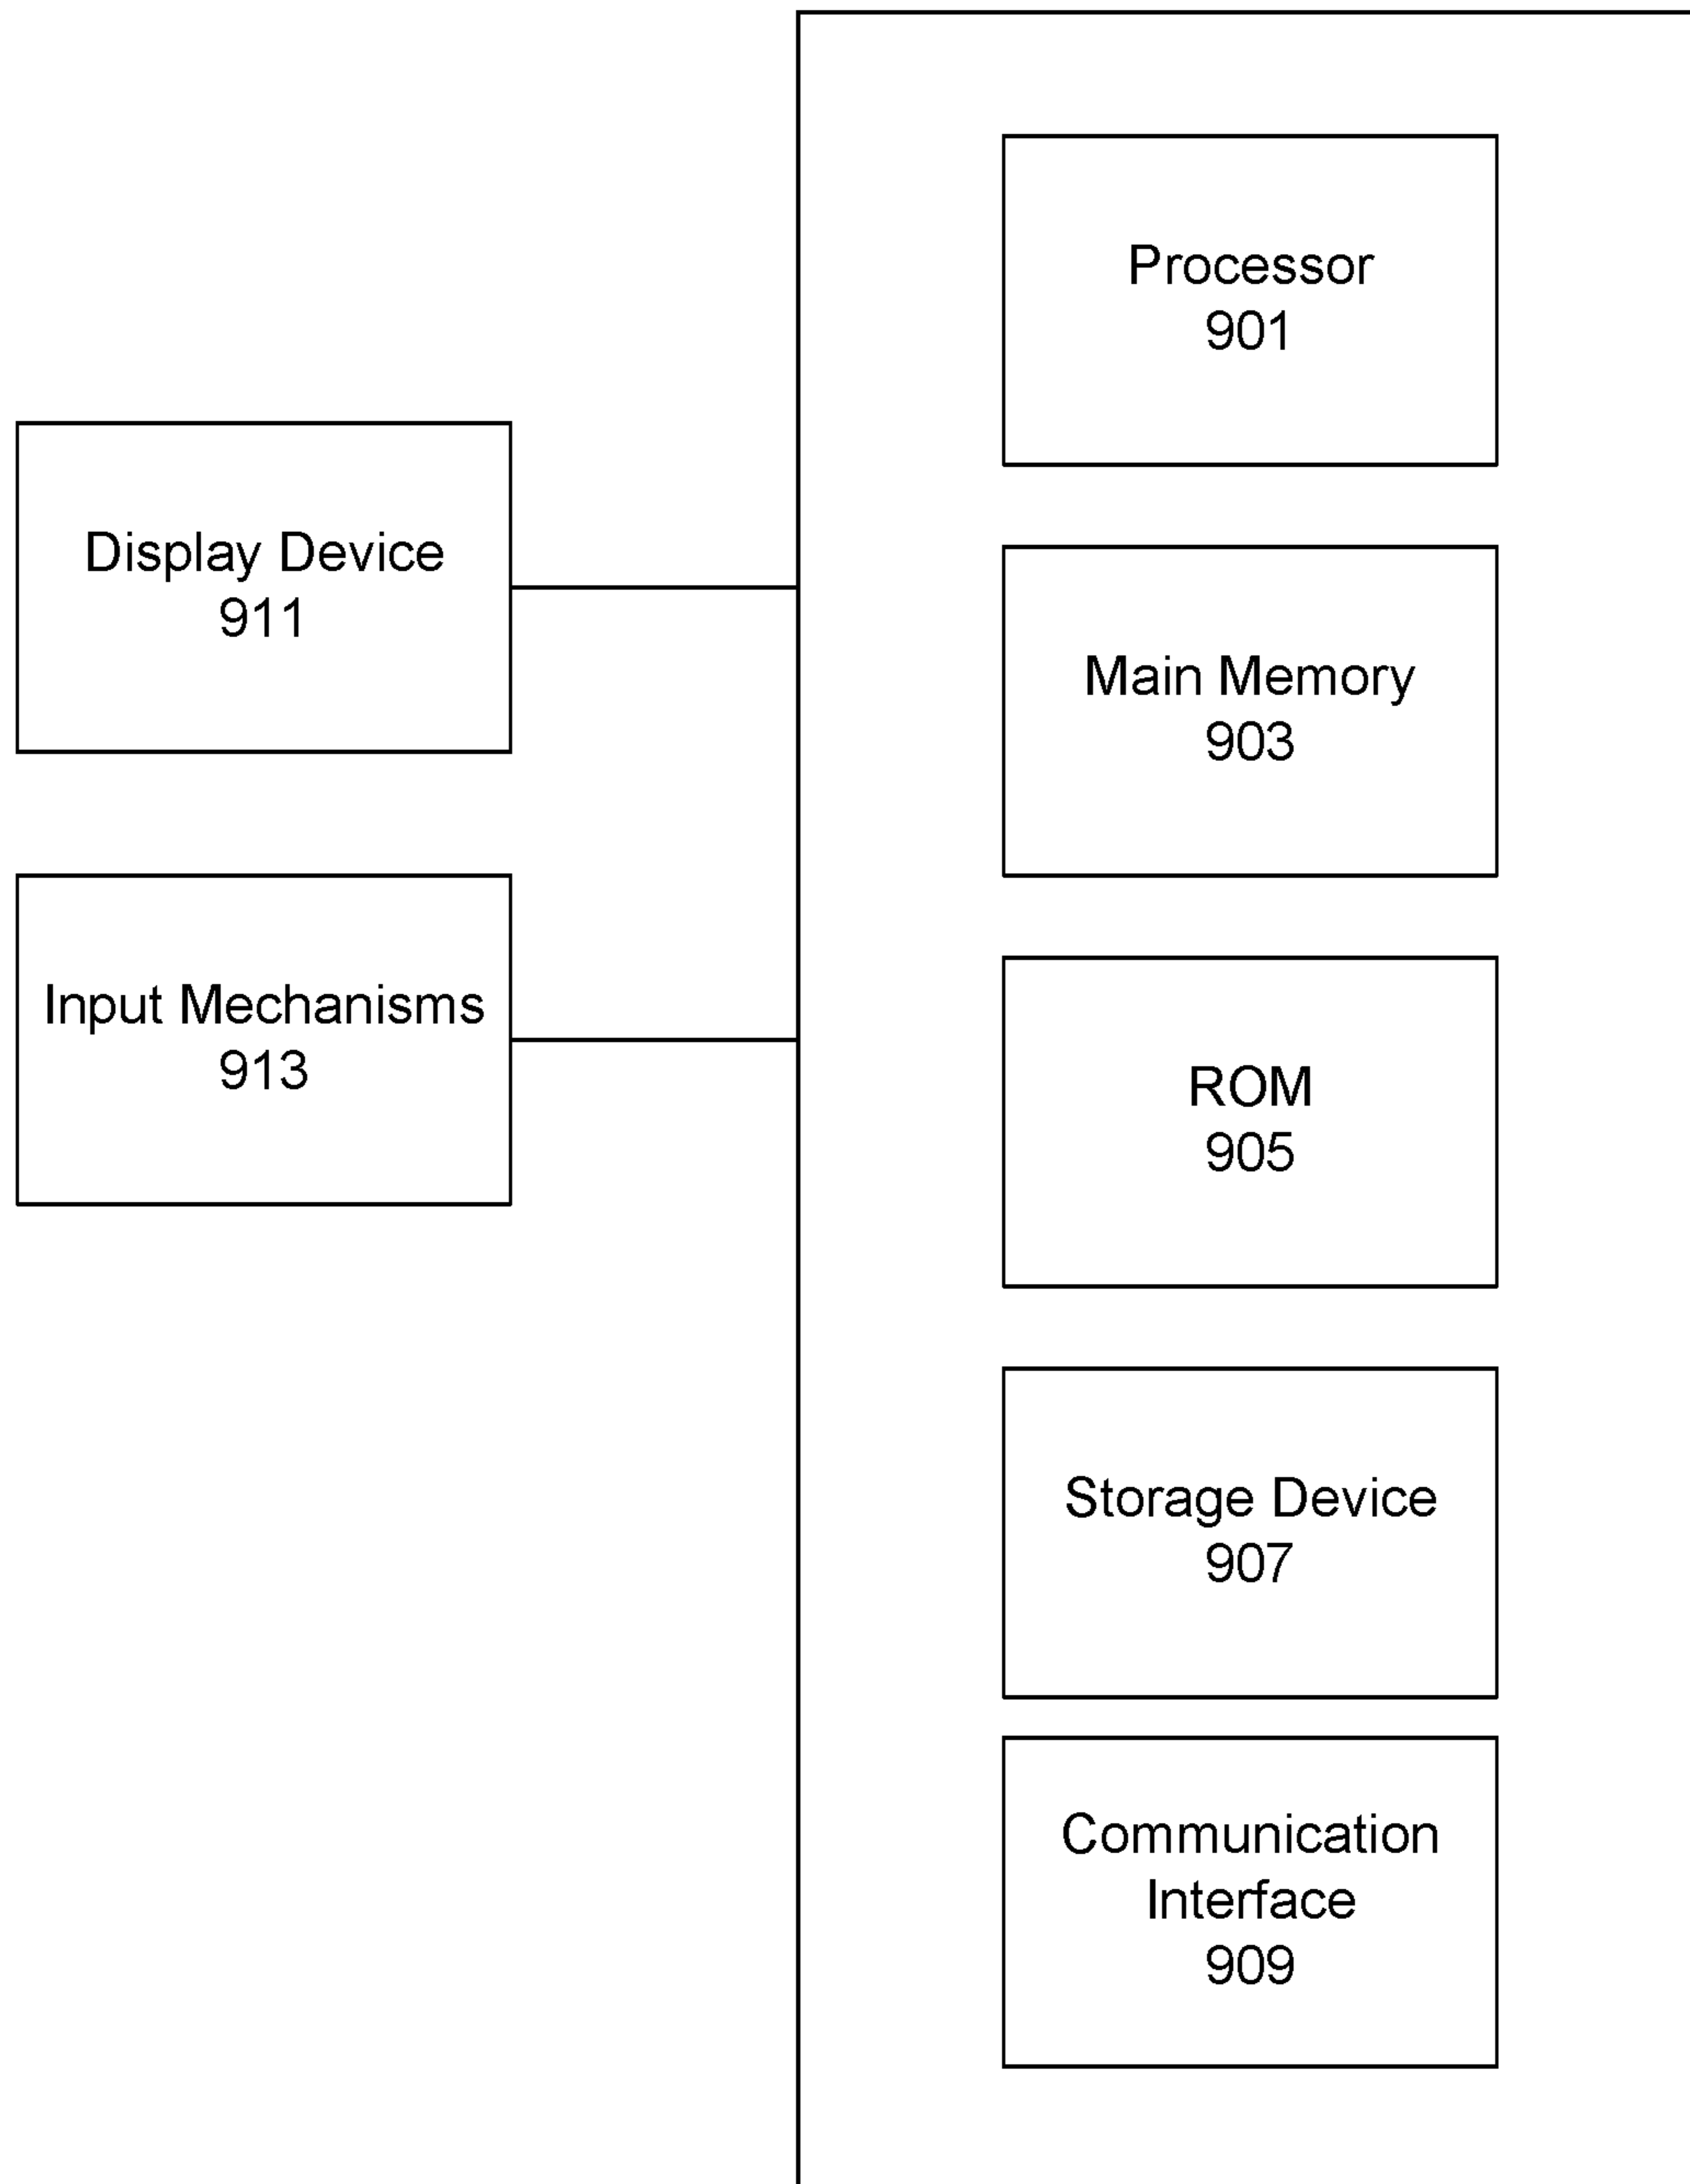 Processor
901
Display Device
911
Main Memory
903
Input Mechanisms
913
ROM
905
Storage Device
907
Communication
Interface
909